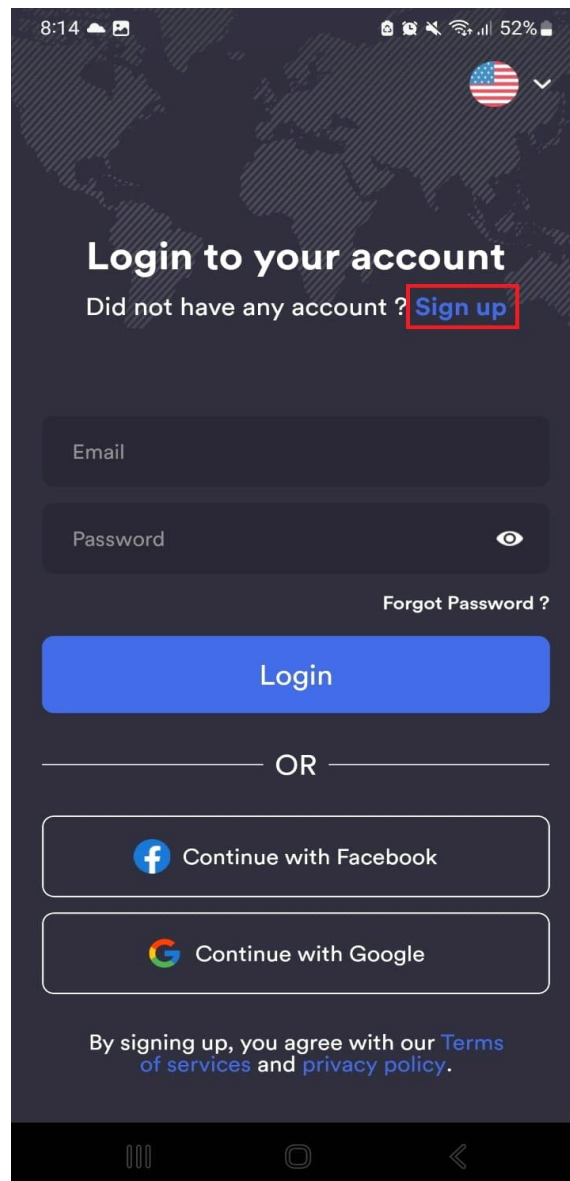 8:14
52%
Login to your account
Did not have any account ? Sign up
Email
Password
Forgot Password ?
Login
OR
Continue with Facebook
Continue with Google
By signing up, you agree with our Terms
of services and privacy policy.